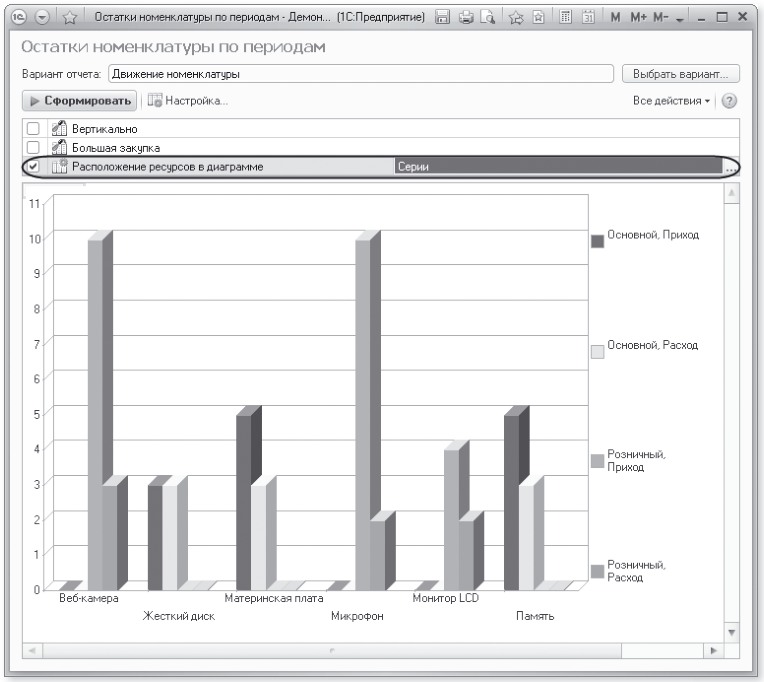 Остатки номенклатуры по периодам - Демон... (1С:Предприятие) 31 M M+ M-
Остатки номенклатуры по периодам
Вариант отчета: Движение номенклатуры Выбрать вариант...
Сформировать Настройка... Все действия ?
Вертикально
Большая закупка
Расположение ресурсов в диаграмме Серии ...
11
10
9
8
7
6
5
4
3
2
1
0
Основной, Приход
Основной, Расход
Розничный,
Приход
Розничный,
Расход
Веб-камера Материнская плата Монитор LCD
Жесткий диск Микрофон Память